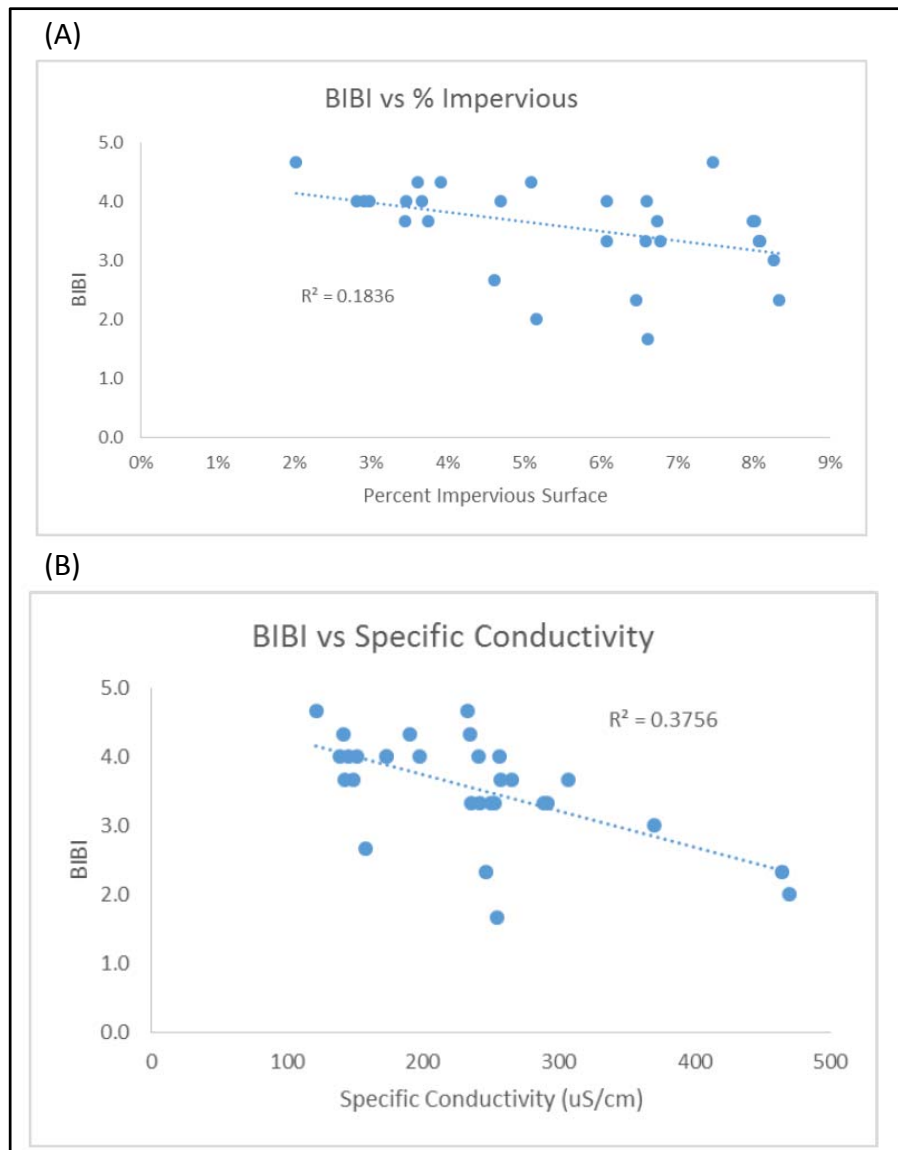 (A)
BIBI vs % Impervious
5.0
4.0
3.0
2.0
1.0
0.0
BIBI
R² = 0.1836
0% 1% 2% 3% 4% 5% 6% 7% 8% 9%
Percent Impervious Surface
(B)
BIBI vs Specific Conductivity
5.0
4.0
3.0
2.0
1.0
0.0
BIBI
R² = 0.3756
0 100 200 300 400 500
Specific Conductivity (uS/cm)